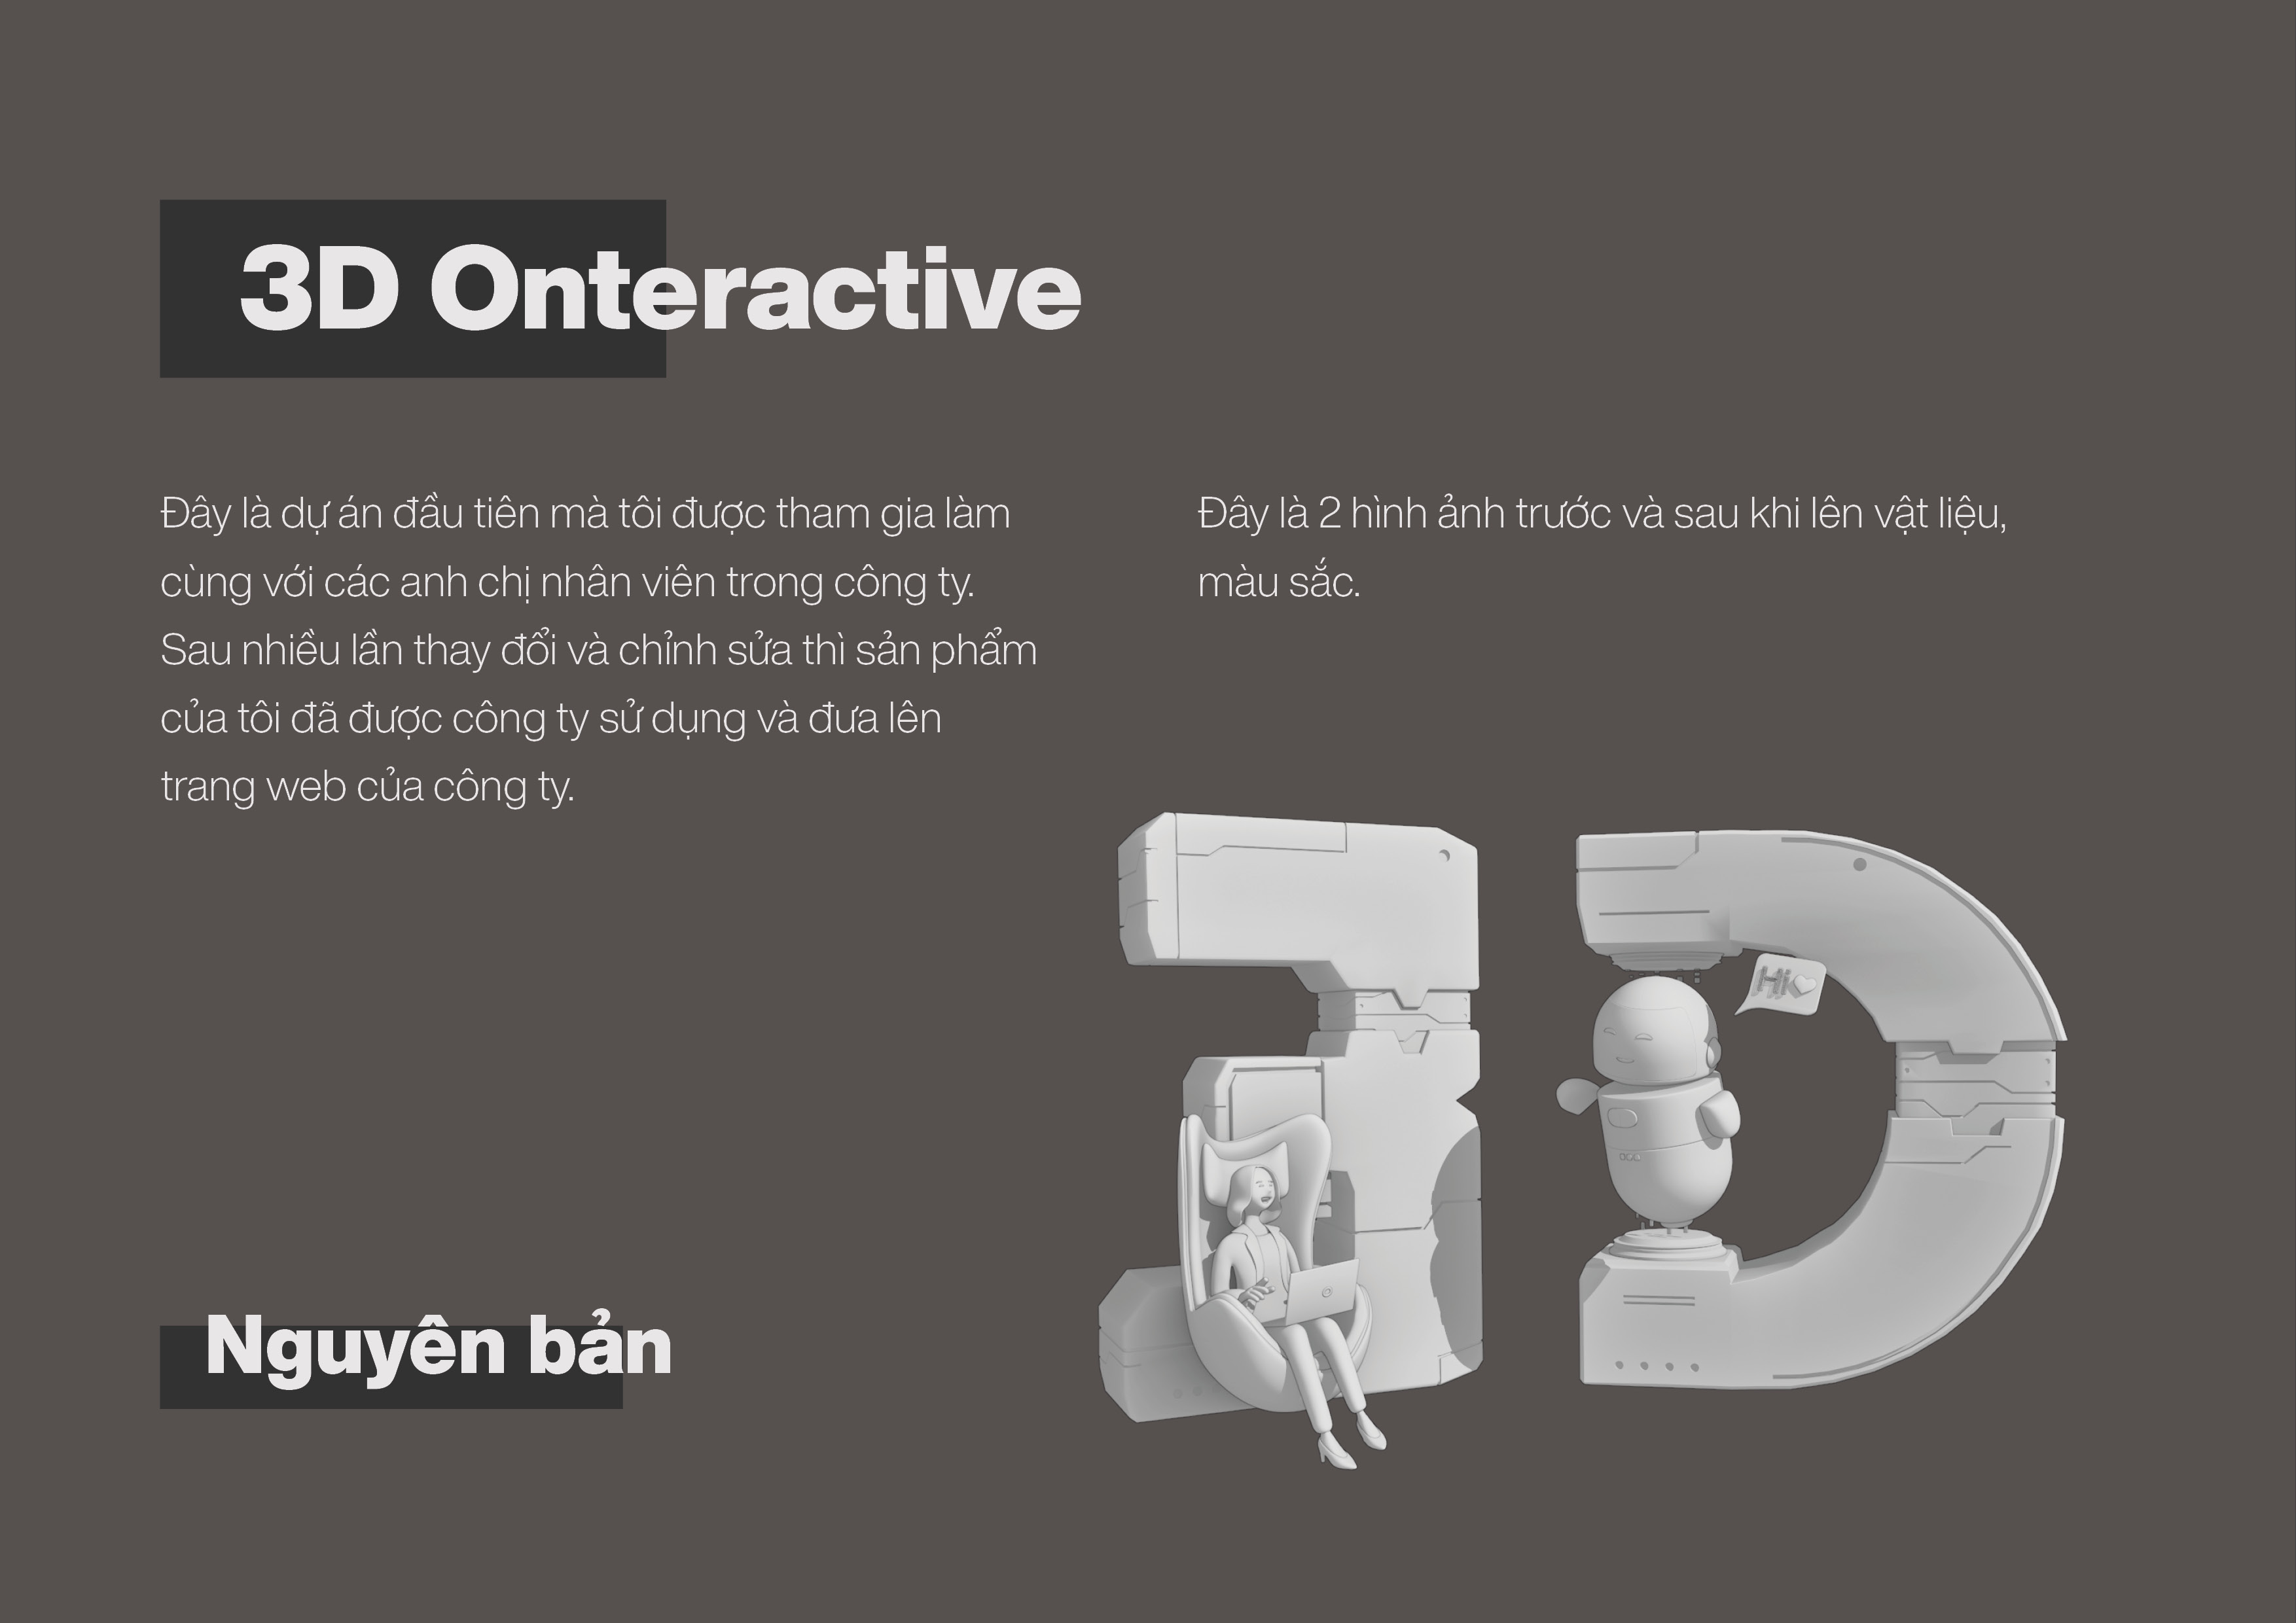 3D Onteractive
Đây là dự án đầu tiên mà tôi được tham gia làm
cùng với các anh chị nhân viên trong công ty.
Sau nhiều lần thay đổi và chỉnh sửa thì sản phẩm
của tôi đã được công ty sử dụng và đưa lên
trang web của công ty.
Đây là 2 hình ảnh trước và sau khi lên vật liệu,
màu sắc.
Hi
Nguyên bản